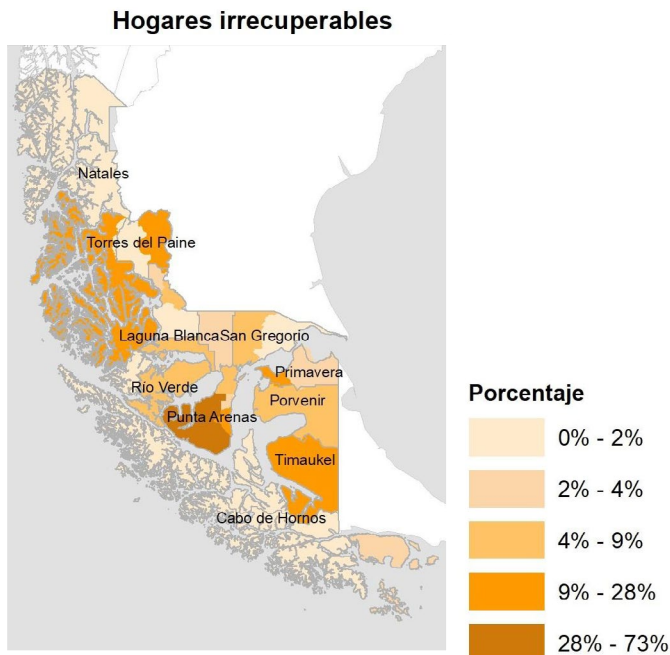 Hogares irrecuperables
Natales
Torres del Paine
Laguna Blanca
San Gregorio
Primavera
Río Verde
Porvenir
Punta Arenas
Timaukel
Cabo de Hornos
Porcentaje
0% - 2%
2% - 4%
4% - 9%
9% - 28%
28% - 73%